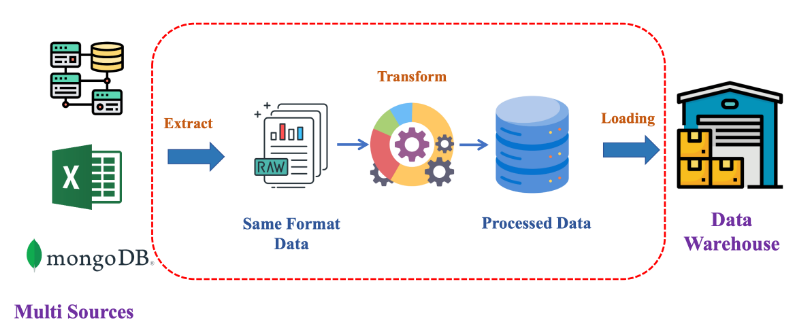 Transform
Extract
Loading
X
RAW
mongoDB.
Same Format
Data
Processed Data
Data
Warehouse
Multi Sources